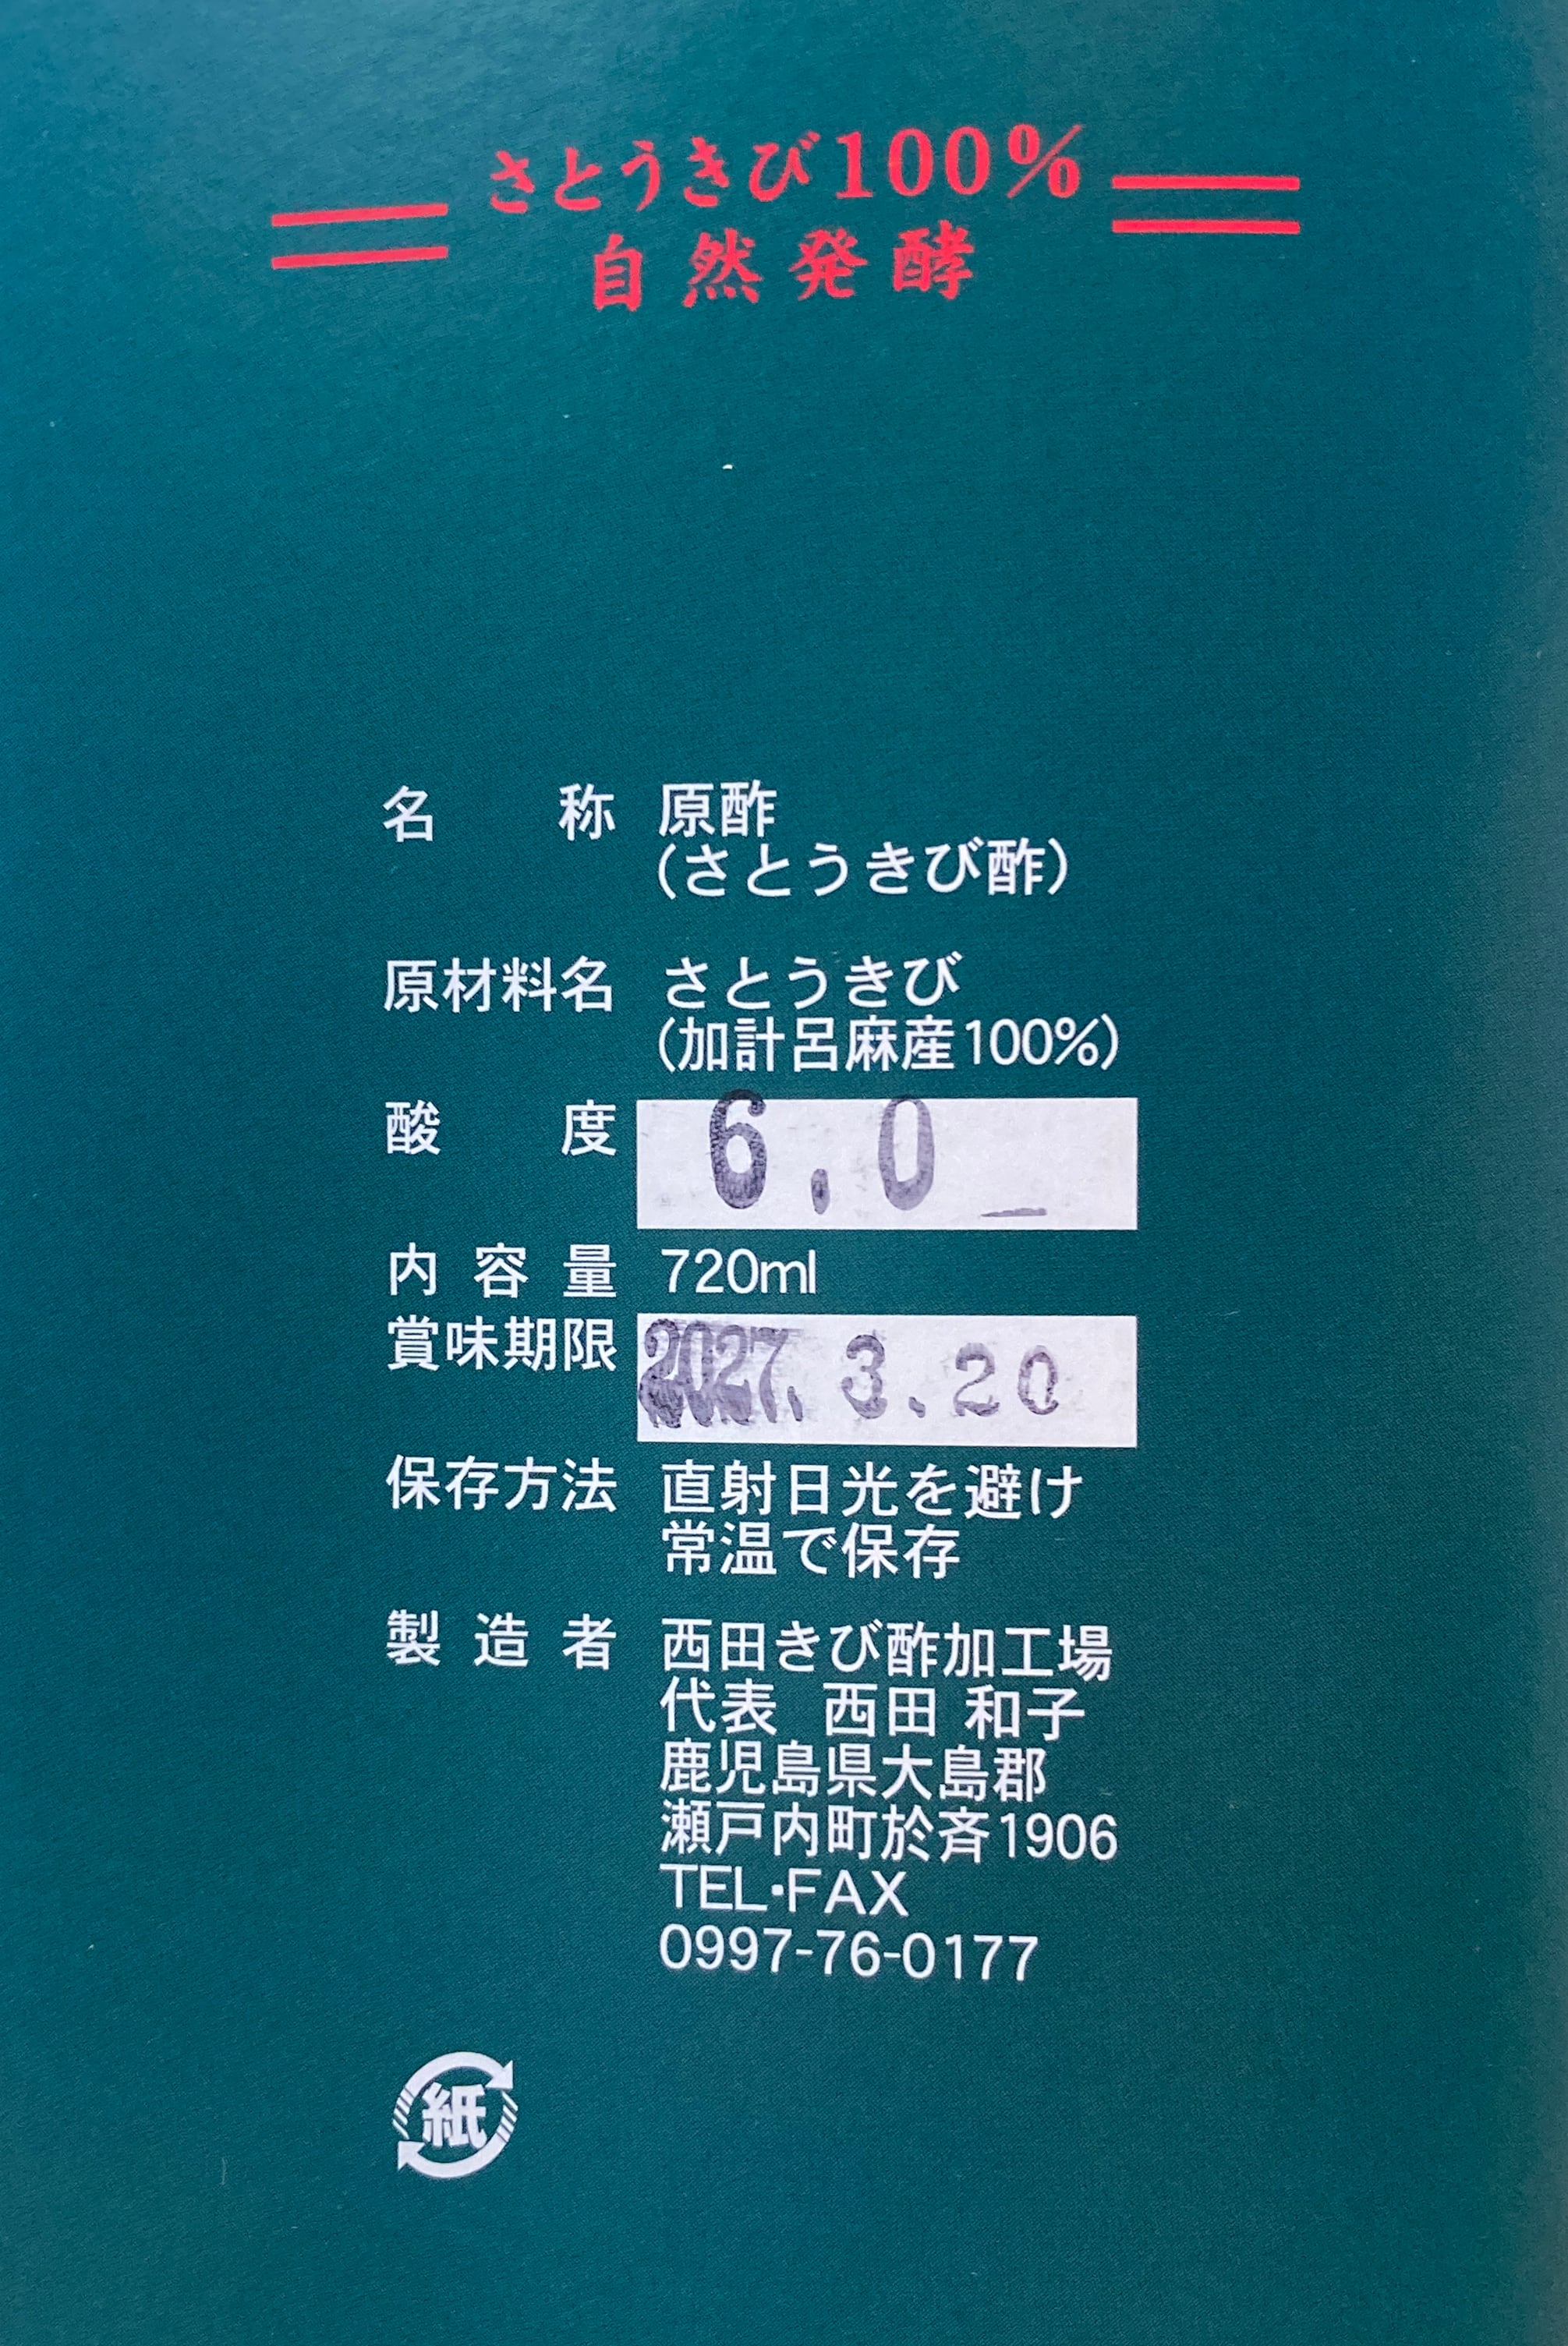 さとうきび100%
自然発酵
名称 原酢
(さとうきび酢)
原材料名 さとうきび
(加計呂麻産100%)
酸度 6.0
内容量 720ml
賞味期限 2027.3.20
保存方法 直射日光を避け
常温で保存
製造者 西田きび酢加工場
代表 西田 和子
鹿児島県大島郡
瀬戸内町於斉1906
TEL・FAX
0997-76-0177
紙